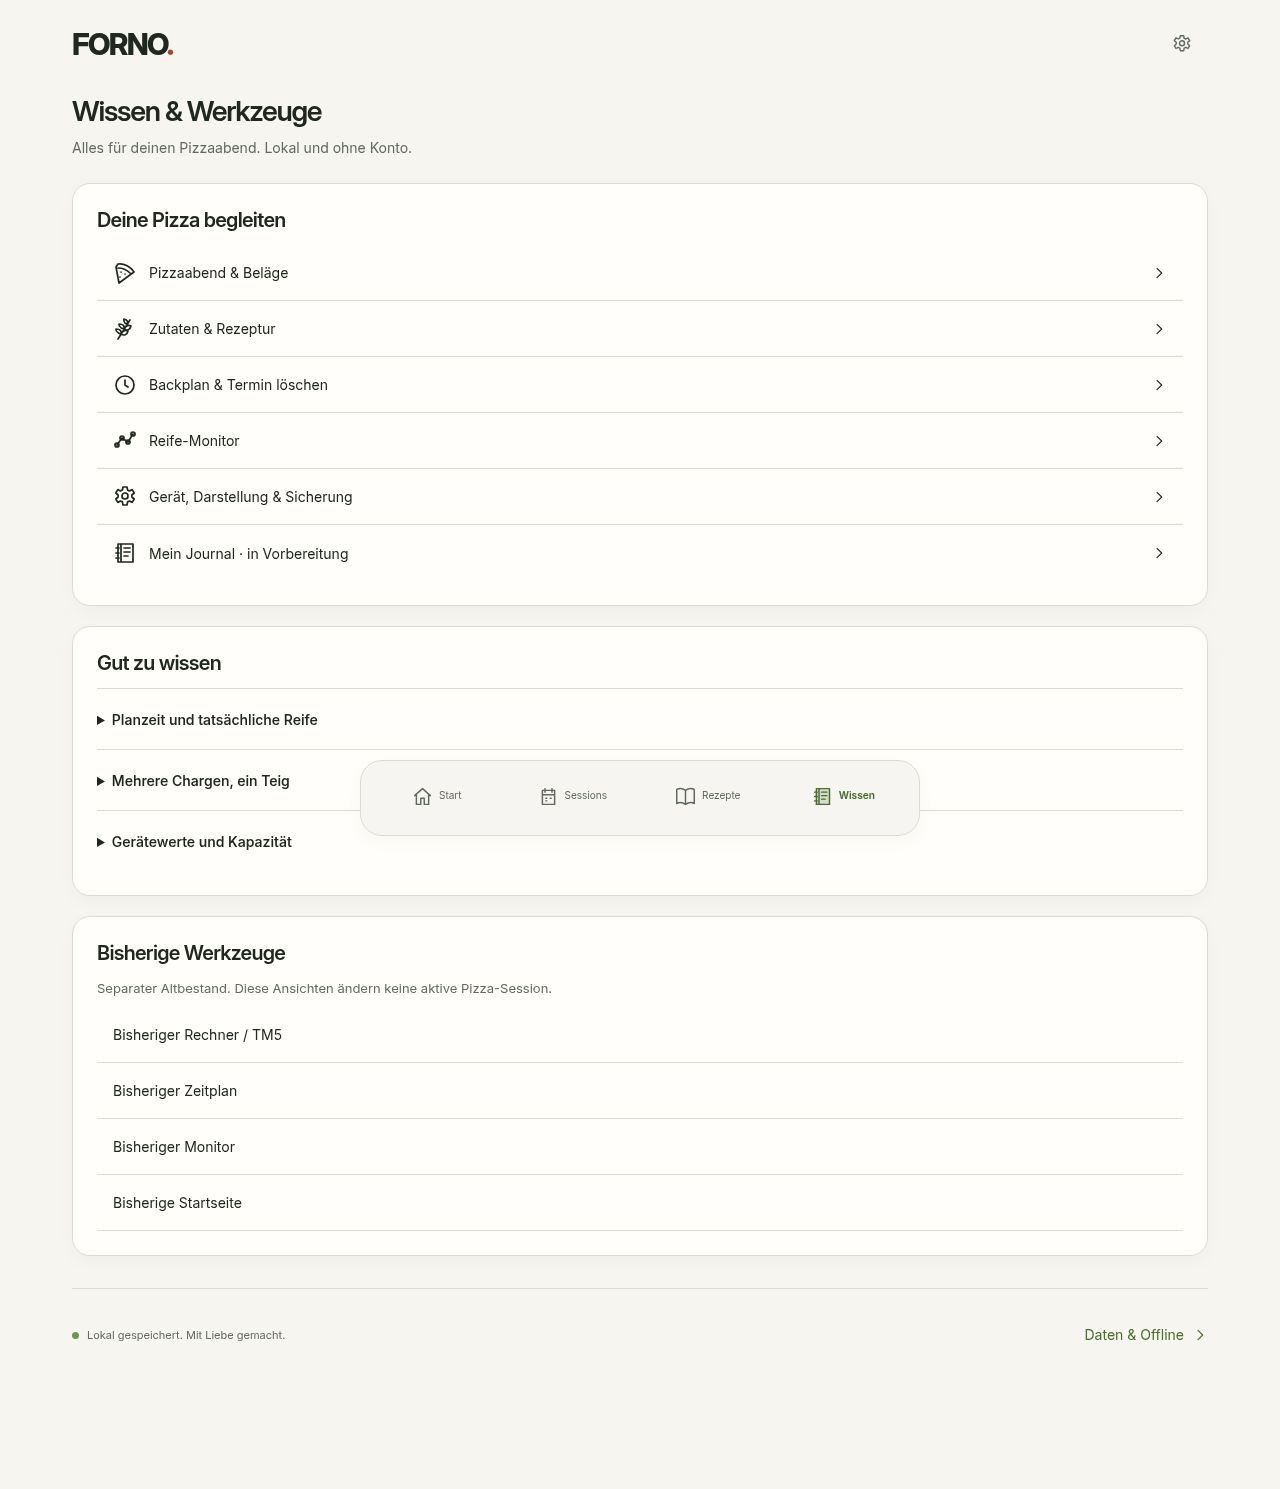 FORNO.
Wissen & Werkzeuge
Alles für deinen Pizzaabend. Lokal und ohne Konto.
Deine Pizza begleiten
Pizzaabend & Beläge
Zutaten & Rezeptur
Backplan & Termin löschen
Reife-Monitor
Gerät, Darstellung & Sicherung
Mein Journal · in Vorbereitung
Gut zu wissen
Planzeit und tatsächliche Reife
Mehrere Chargen, ein Teig
Start Sessions Rezepte Wissen
Gerätewerte und Kapazität
Bisherige Werkzeuge
Separater Altbestand. Diese Ansichten ändern keine aktive Pizza-Session.
Bisheriger Rechner / TM5
Bisheriger Zeitplan
Bisheriger Monitor
Bisherige Startseite
Lokal gespeichert. Mit Liebe gemacht.
Daten & Offline